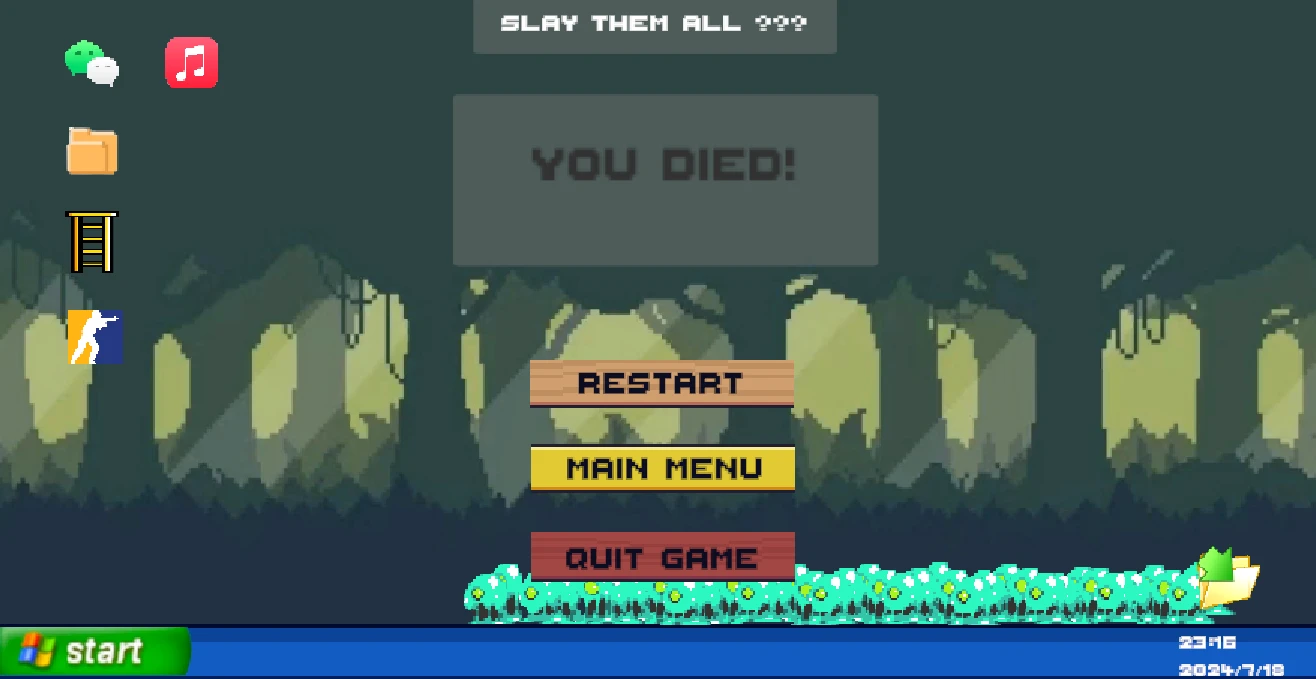 SLAY THEM ALL ???
YOU DIED!
RESTART
MAIN MENU
QUIT GAME
start
23:16
2024/7/18